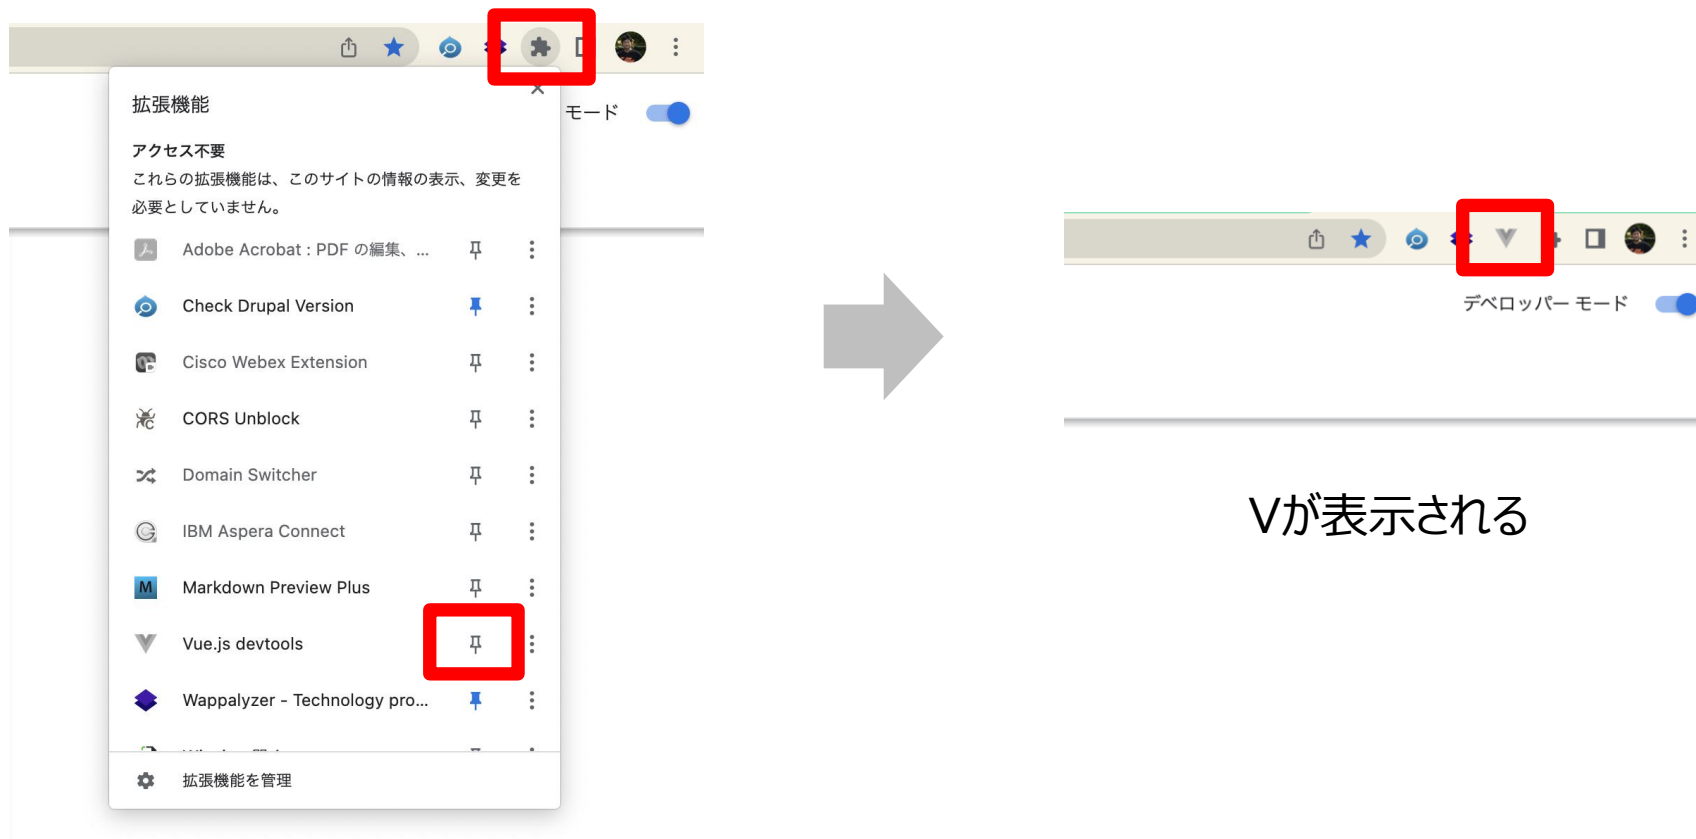 拡張機能
モード
アクセス不要
これらの拡張機能は、このサイトの情報の表示、変更を
必要としていません。
Adobe Acrobat : PDF の編集、...
Check Drupal Version
Cisco Webex Extension
CORS Unblock
Domain Switcher
IBM Aspera Connect
Markdown Preview Plus
Vue.js devtools
Wappalyzer - Technology pro...
拡張機能を管理
デベロッパー モード
Vが表示される